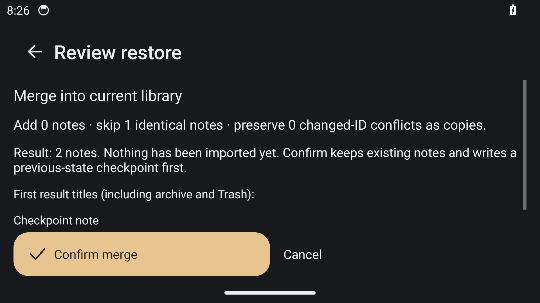 8:26
Review restore
Merge into current library
Add 0 notes · skip 1 identical notes · preserve 0 changed-ID conflicts as copies.
Result: 2 notes. Nothing has been imported yet. Confirm keeps existing notes and writes a
previous-state checkpoint first.
First result titles (including archive and Trash):
Checkpoint note
Confirm merge
Cancel